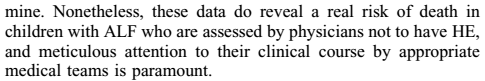 mine. Nonetheless, these data do reveal a real risk of death in
children with ALF who are assessed by physicians not to have HE,
and meticulous attention to their clinical course by appropriate
medical teams is paramount.